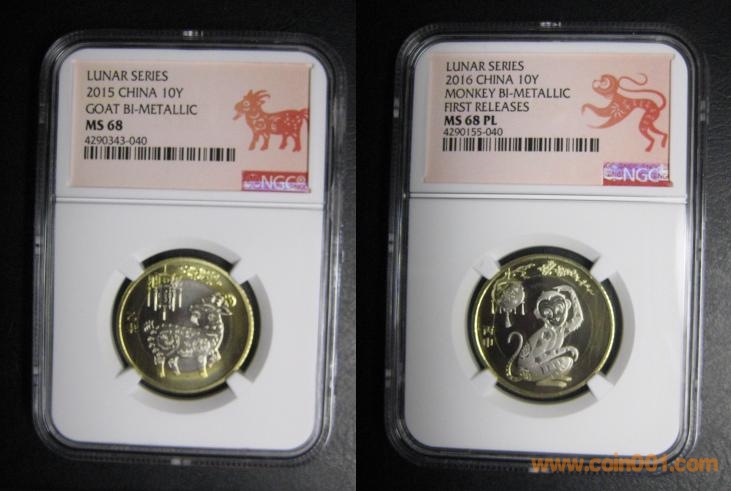 LUNAR SERIES
2015 CHINA 10Y
GOAT BI-METALLIC
MS 68
4290343-040
NGC®
LUNAR SERIES
2016 CHINA 10Y
MONKEY BI-METALLIC
FIRST RELEASES
MS 68 PL
4290155-040
NGC
www.coin001.com